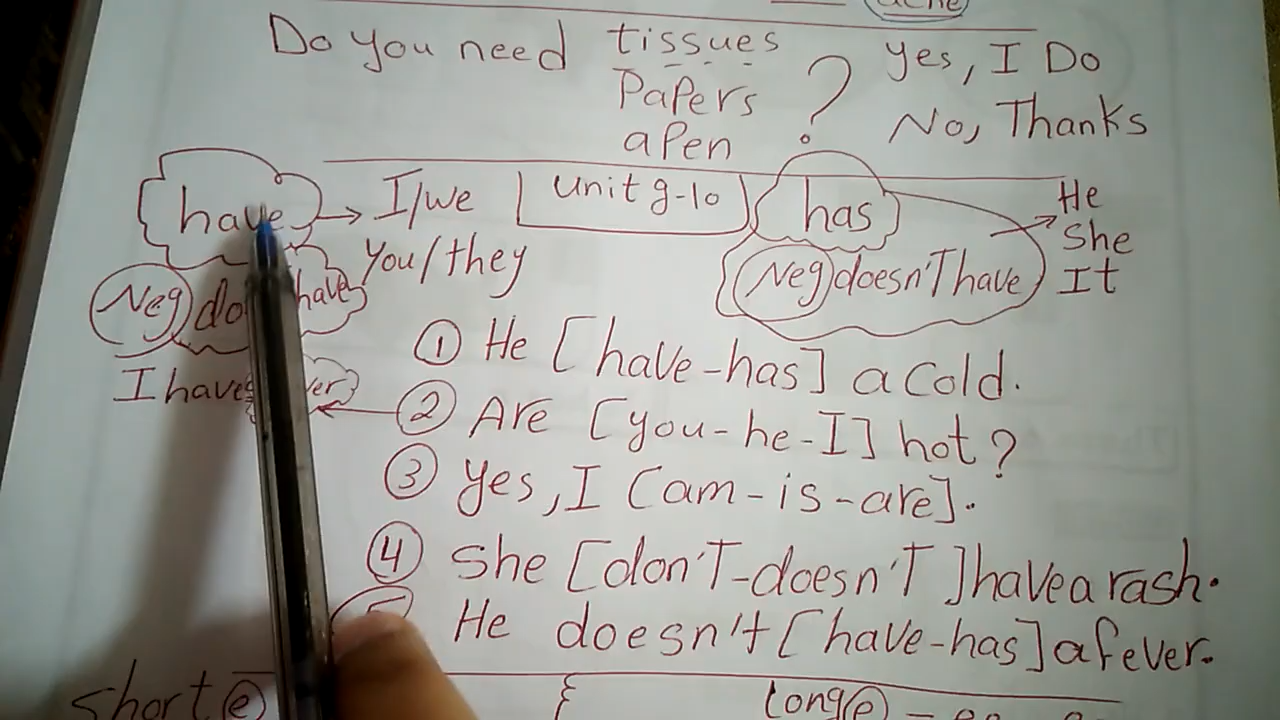 ache
Do you need tissues
Papers
a pen
?
Yes, I Do
No, Thanks
have → I/we
You/they
Unit 9-10
has
He
She
It
Neg have
Neg doesn'T have
I have
① He [have-has] a cold.
② Are [you-he-I] hot?
③ Yes, I [am-is-are].
④ She [don'T-doesn'T] have a rash.
He doesn't [have-has] a fever.
short e
long e